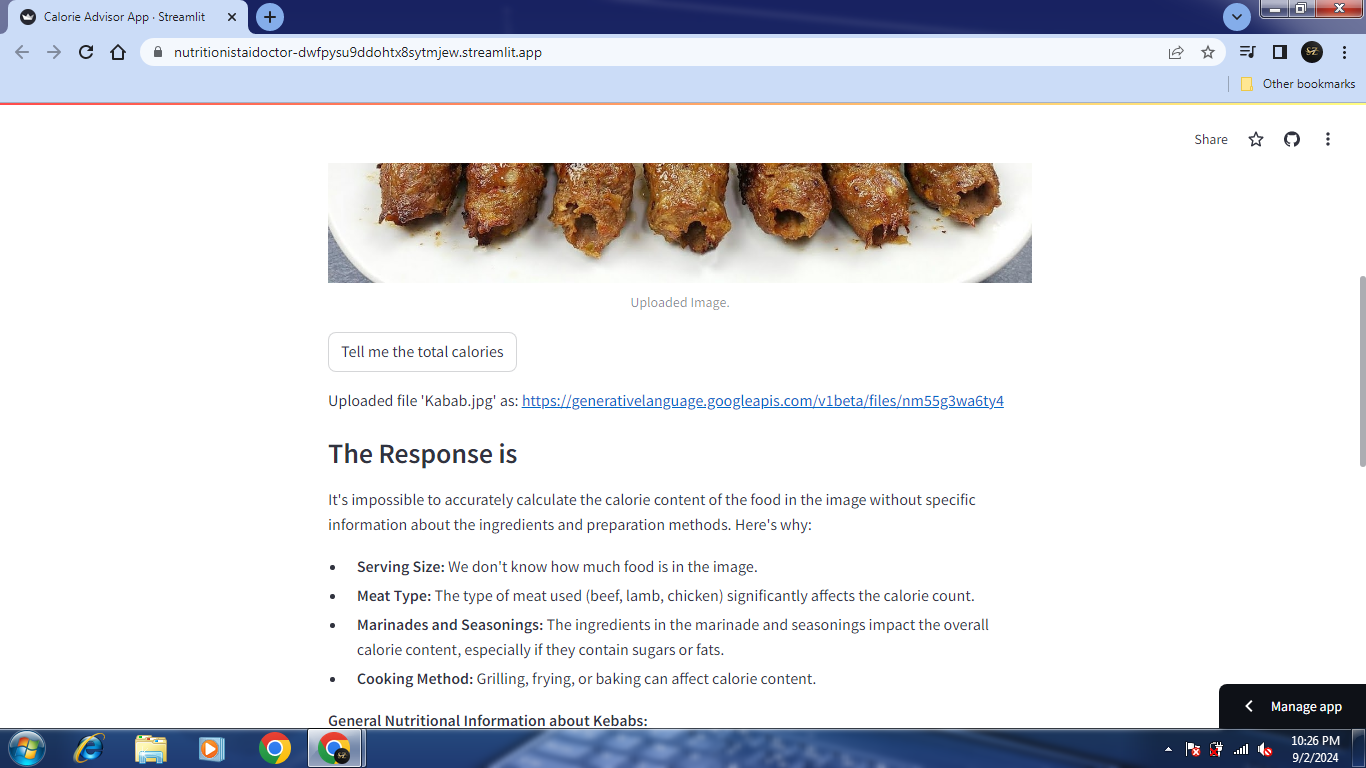 Calorie Advisor App · Streamlit
nutritionistaidoctor-dwfpysu9ddohtx8sytmjew.streamlit.app
Other bookmarks
Share
Uploaded Image.
Tell me the total calories
Uploaded file 'Kabab.jpg' as: https://generativelanguage.googleapis.com/v1beta/files/nm55g3wa6ty4
The Response is
It's impossible to accurately calculate the calorie content of the food in the image without specific
information about the ingredients and preparation methods. Here's why:
• Serving Size: We don't know how much food is in the image.
• Meat Type: The type of meat used (beef, lamb, chicken) significantly affects the calorie count.
• Marinades and Seasonings: The ingredients in the marinade and seasonings impact the overall
calorie content, especially if they contain sugars or fats.
• Cooking Method: Grilling, frying, or baking can affect calorie content.
General Nutritional Information about Kebabs:
Manage app
10:26 PM
9/2/2024